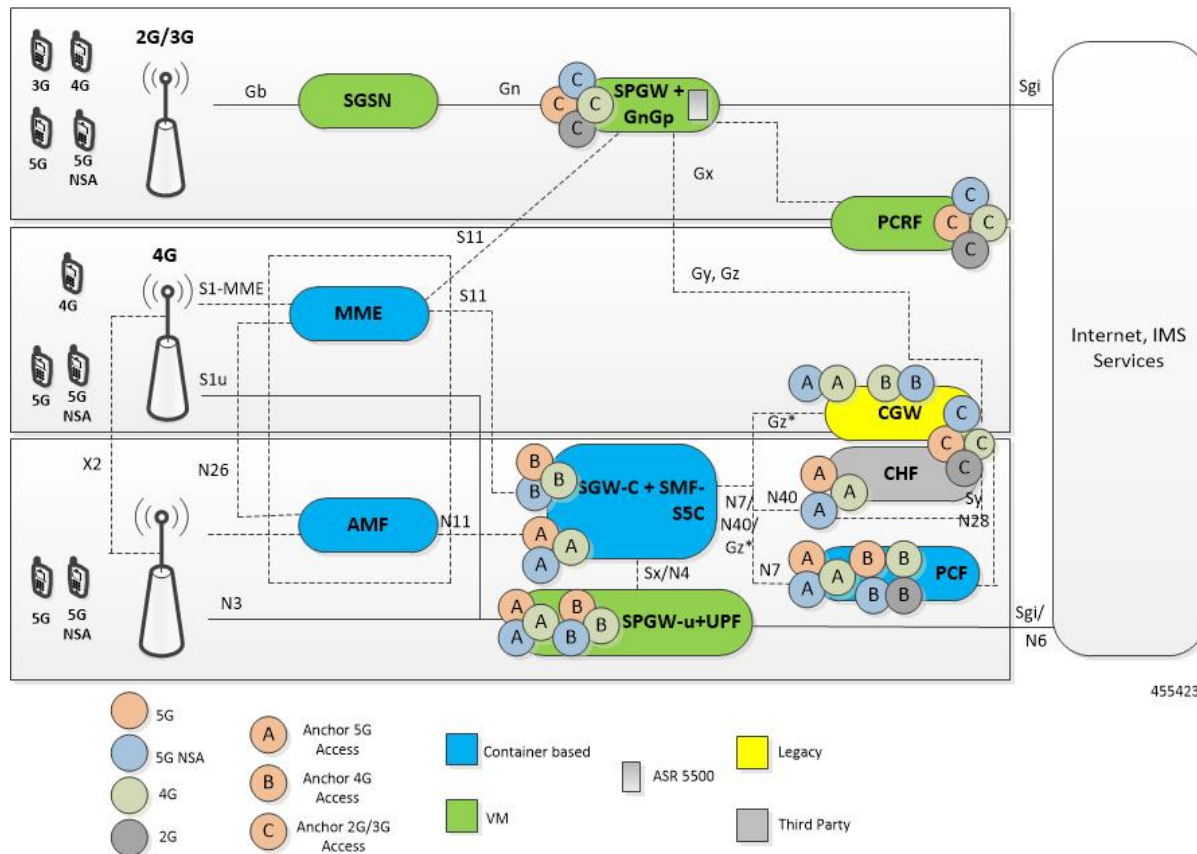 2G/3G
3G
4G
5G
5G
NSA
Gb
SGSN
Gn
C
C
C
C
SPGW +
GnGp
Sgi
Gx
PCRF
C
C
C
C
S11
4G
4G
5G
5G
NSA
S1-MME
MME
S11
Gy, Gz
S1u
Internet, IMS
Services
A
A
B
B
CGW
C
C
C
C
Gz*
X2
N26
B
B
B
SGW-C + SMF-
S5C
A
A
A
N7/
N40/
Gz*
N40
A
A
A
CHF
Sy
N28
AMF
N11
Sx/N4
N7
A
A
A
B
B
B
B
PCF
5G
5G
NSA
N3
A
A
A
B
B
B
SPGW-u+UPF
Sgi/
N6
455423
5G
5G NSA
4G
2G
A
Anchor 5G
Access
B
Anchor 4G
Access
C
Anchor 2G/3G
Access
Container based
VM
ASR 5500
Legacy
Third Party